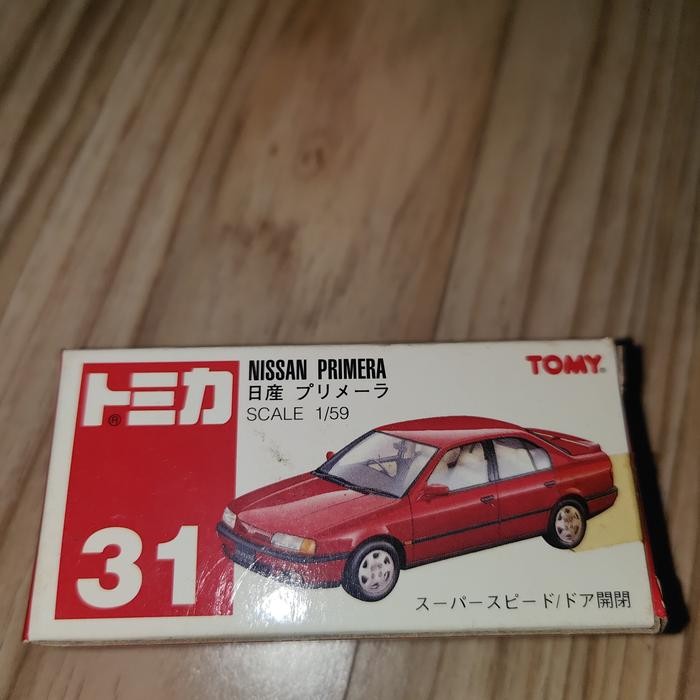 トミカ®
NISSAN PRIMERA
日産 プリメーラ
SCALE 1/59
TOMY®
31
スーパースピード/ドア開閉